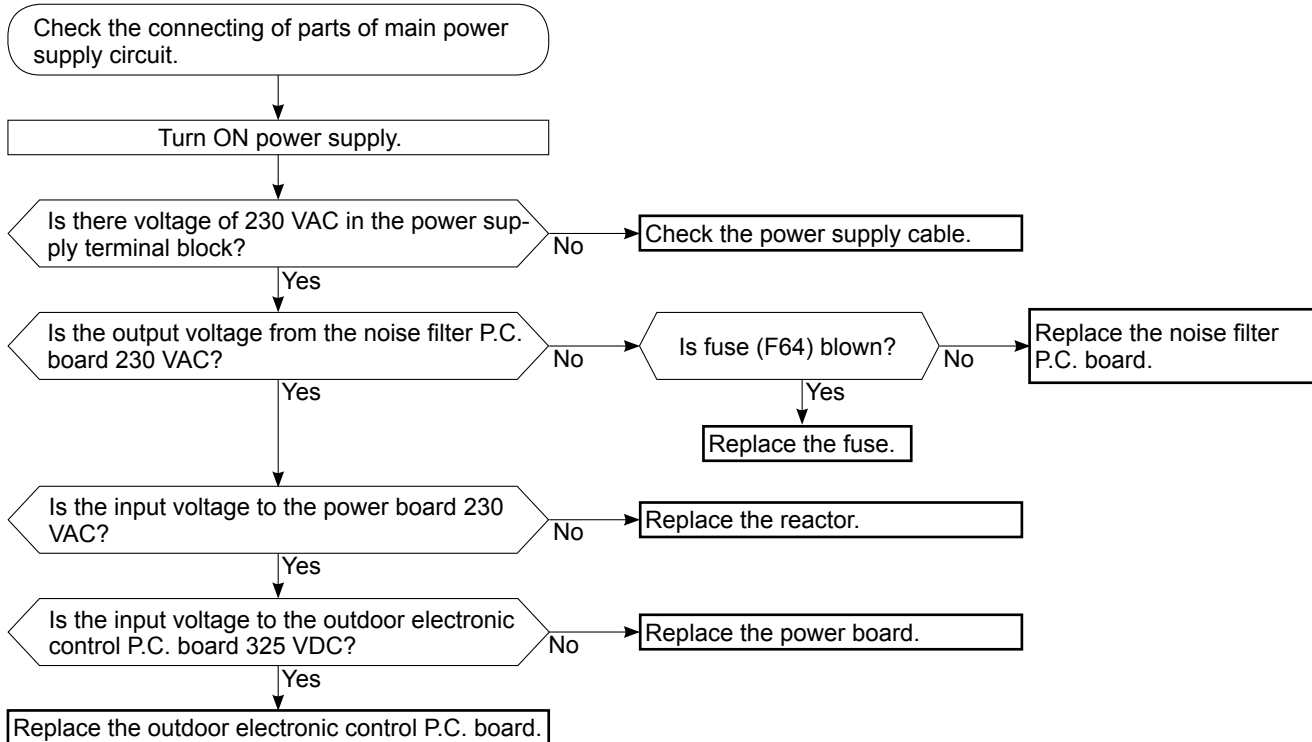 Check the connecting of parts of main power
supply circuit.
Turn ON power supply.
Is there voltage of 230 VAC in the power sup-
ply terminal block?
No
Check the power supply cable.
Yes
Is the output voltage from the noise filter P.C.
board 230 VAC?
No
Is fuse (F64) blown?
No
Replace the noise filter
P.C. board.
Yes
Yes
Replace the fuse.
Is the input voltage to the power board 230
VAC?
No
Replace the reactor.
Yes
Is the input voltage to the outdoor electronic
control P.C. board 325 VDC?
No
Replace the power board.
Yes
Replace the outdoor electronic control P.C. board.